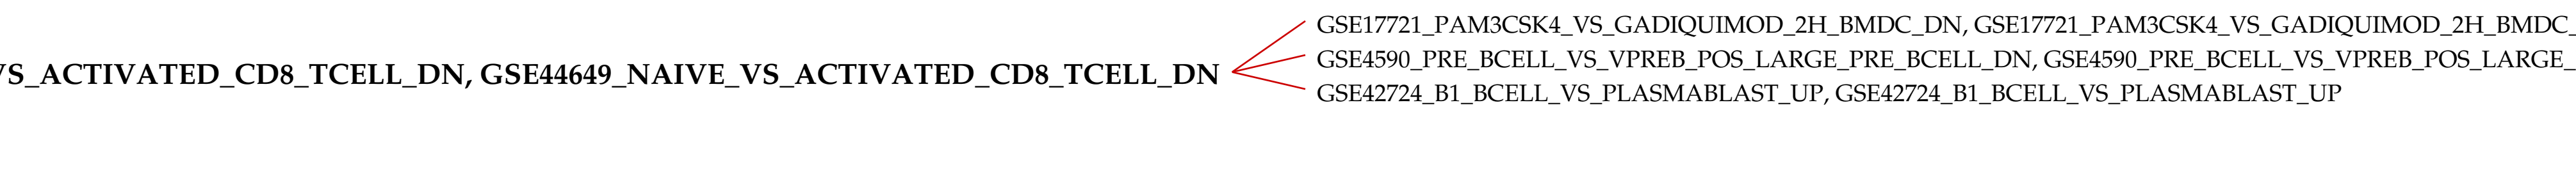 GSE17721_PAM3CSK4_VS_GADIQUIMOD_2H_BMDC_DN, GSE17721_PAM3CSK4_VS_GADIQUIMOD_2H_BMDC_
GSE4590_PRE_BCELL_VS_VPREB_POS_LARGE_PRE_BCELL_DN, GSE4590_PRE_BCELL_VS_VPREB_POS_LARGE_
VS_ACTIVATED_CD8_TCELL_DN, GSE44649_NAIVE_VS_ACTIVATED_CD8_TCELL_DN
GSE42724_B1_BCELL_VS_PLASMABLAST_UP, GSE42724_B1_BCELL_VS_PLASMABLAST_UP